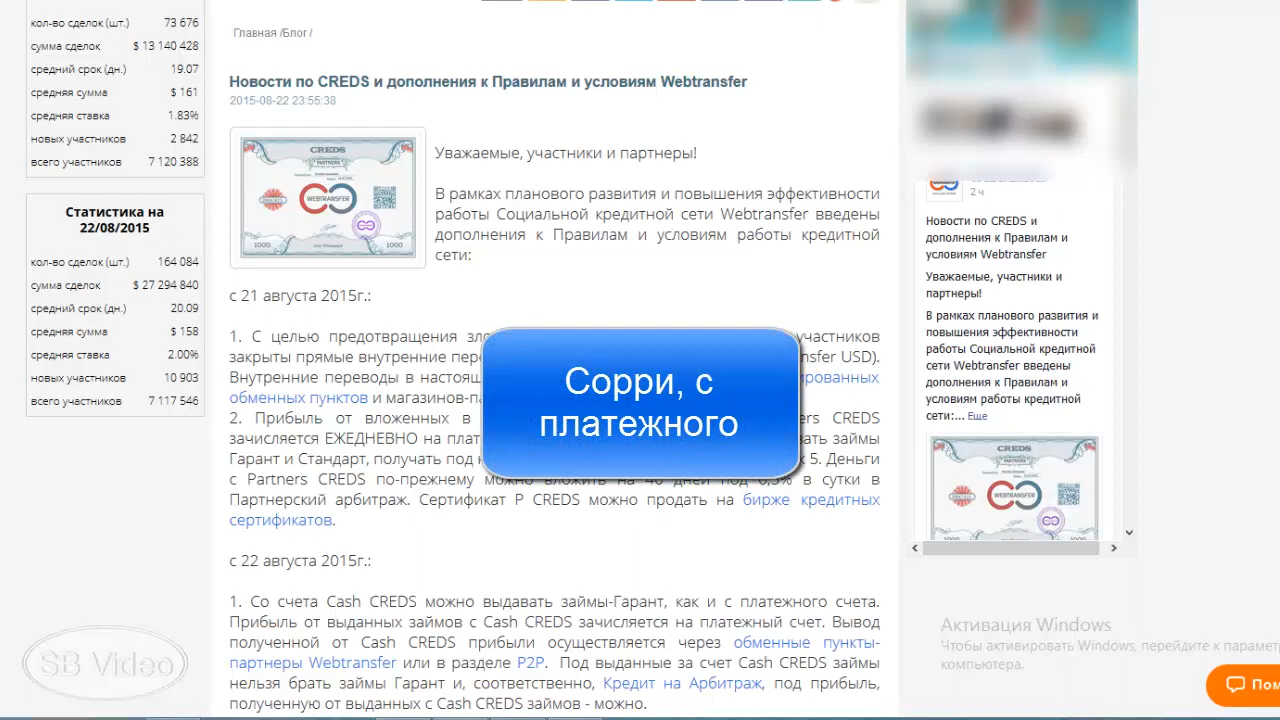 кол-во сделок (шт.) 73 676
сумма сделок $ 13 140 428
средний срок (дн.) 19.07
средняя сумма $ 161
средняя ставка 1.83%
новых участников 2 842
всего участников 7 120 388
Статистика на
22/08/2015
кол-во сделок (шт.) 164 084
сумма сделок $ 27 294 840
средний срок (дн.) 20.09
средняя сумма $ 158
средняя ставка 2.00%
новых участников 10 903
всего участников 7 117 546
SB Video
Главная /Блог /
Новости по CREDS и дополнения к Правилам и условиям Webtransfer
2015-08-22 23:55:38
CREDS
PARTNERS
WEBTRANSFER
1000 1000
Уважаемые, участники и партнеры!
В рамках планового развития и повышения эффективности
работы Социальной кредитной сети Webtransfer введены
дополнения к Правилам и условиям работы кредитной
сети:
с 21 августа 2015г.:
1. С целью предотвращения участников
закрыты прямые внутренние USD).
Внутренние переводы в
обменных пунктов и
2. Прибыль от вложенных в CREDS
зачисляется ЕЖЕДНЕВНО на займы
Гарант и Стандарт, получать под 5. Деньги
с Partners CREDS по-прежнему можно вложить на 40 дней под 0,5% в сутки в
Партнерский арбитраж. Сертификат P CREDS можно продать на бирже кредитных
сертификатов.
Сорри, с
платежного
с 22 августа 2015г.:
1. Со счета Cash CREDS можно выдавать займы-Гарант, как и с платежного счета.
Прибыль от выданных займов с Cash CREDS зачисляется на платежный счет. Вывод
полученной от Cash CREDS прибыли осуществляется через обменные пункты-
партнеры Webtransfer или в разделе P2P. Под выданные за счет Cash CREDS займы
нельзя брать займы Гарант и, соответственно, Кредит на Арбитраж, под прибыль,
полученную от выданных с Cash CREDS займов - можно.
2 ч
Новости по CREDS и
дополнения к Правилам и
условиям Webtransfer
Уважаемые, участники и
партнеры!
В рамках планового развития и
повышения эффективности
работы Социальной кредитной
сети Webtransfer введены
дополнения к Правилам и
условиям работы кредитной
сети:... Еще
CREDS
PARTNERS
WEBTRANSFER
Активация Windows
Чтобы активировать Windows, перейдите к
компьютера.